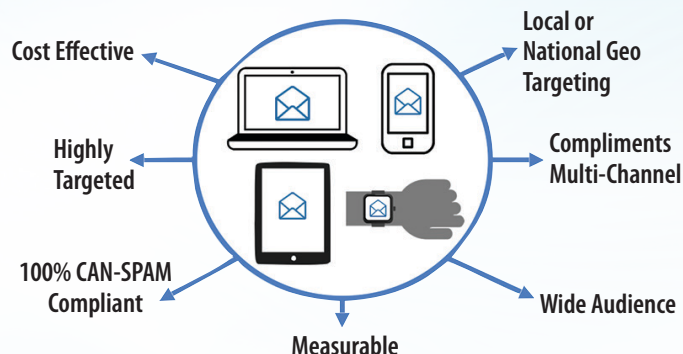 Cost Effective
Highly
Targeted
100% CAN-SPAM
Compliant
Measurable
Local or
National Geo
Targeting
Compliments
Multi-Channel
Wide Audience